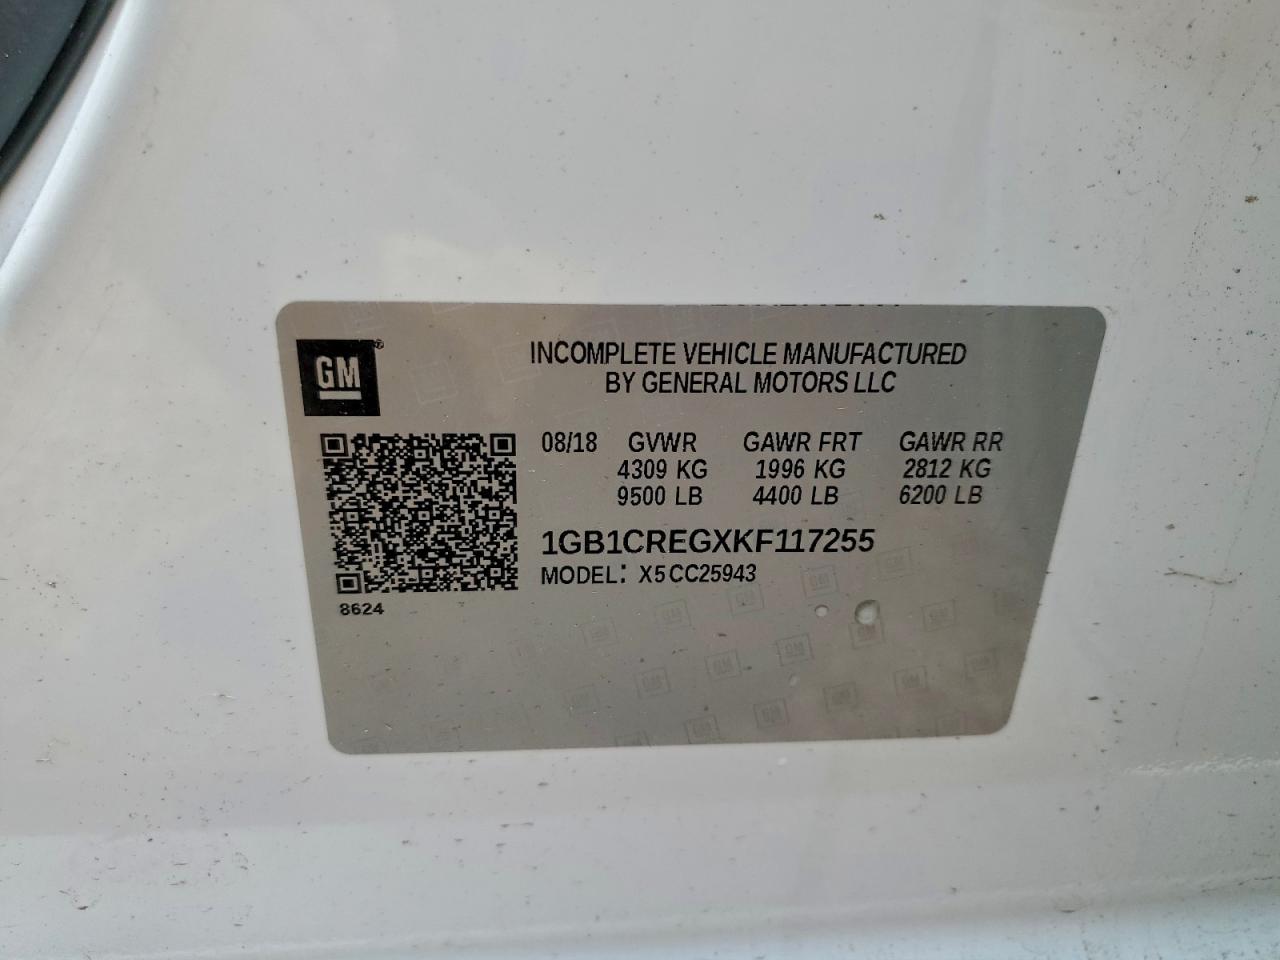 GM
INCOMPLETE VEHICLE MANUFACTURED
BY GENERAL MOTORS LLC
08/18 GVWR GAWR FRT GAWR RR
4309 KG 1996 KG 2812 KG
9500 LB 4400 LB 6200 LB
1GB1CREGXKF117255
MODEL: X5CC25943
8624